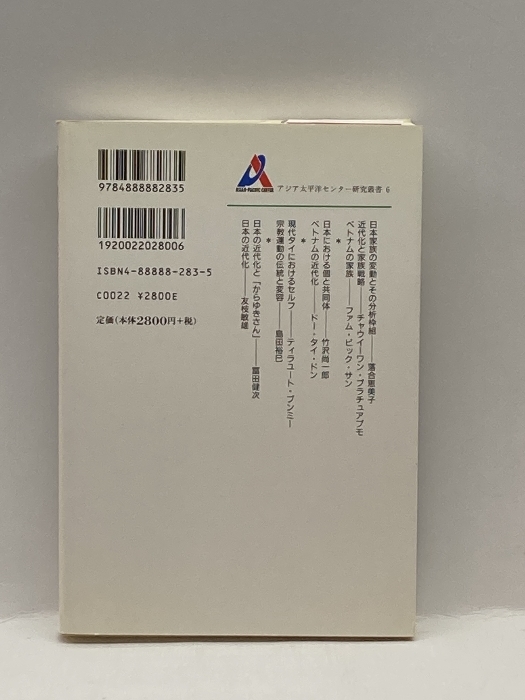 9784888882835
1920022028006
ISBN4-88888-283-5
C0022 ¥2800E
定価(本体2800円+税)
ASIAN-PACIFIC CENTER
アジア太平洋センター研究叢書 6
日本家族の変動とその分析枠組――落合恵美子
近代化と家族戦略――チャウイーワン・プラチュアプモ
ベトナムの家族――ファム・ビック・サン
*
日本における個と共同体――竹沢尚一郎
ベトナムの近代化――ドー・タイ・ドン
*
現代タイにおけるセルフ――ティラユート・ブンミー
宗教運動の伝統と変容――島田裕巳
*
日本の近代化と「からゆきさん」――冨田健次
日本の近代化――友枝敏雄